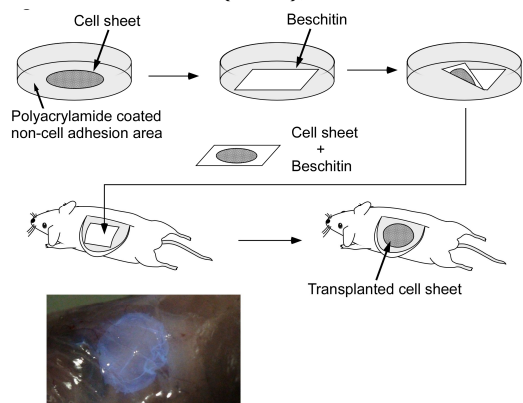 Cell sheet
Beschitin
Polyacrylamide coated
non-cell adhesion area
Cell sheet
+
Beschitin
Transplanted cell sheet